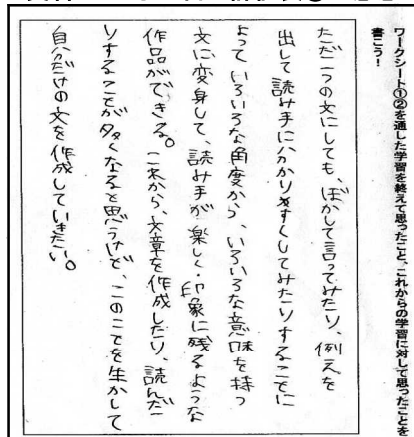 ワークシート①②を通した学習を終えて思ったこと、これからの学習に対して思ったことを
書こう！
ただ一つの文にしても、ぼかして言ってみたり、例えを
出して読み手に分かりやすくしてみたりすることに
よっていろいろな角度から、いろいろな意味を持つ
文に変身して、読み手が楽しく・印象に残るような
作品ができる。これから、文章を作成したり、読んだ
りすることが多くなると思うけど、このことを生かして
自分だけの文を作成していきたい。